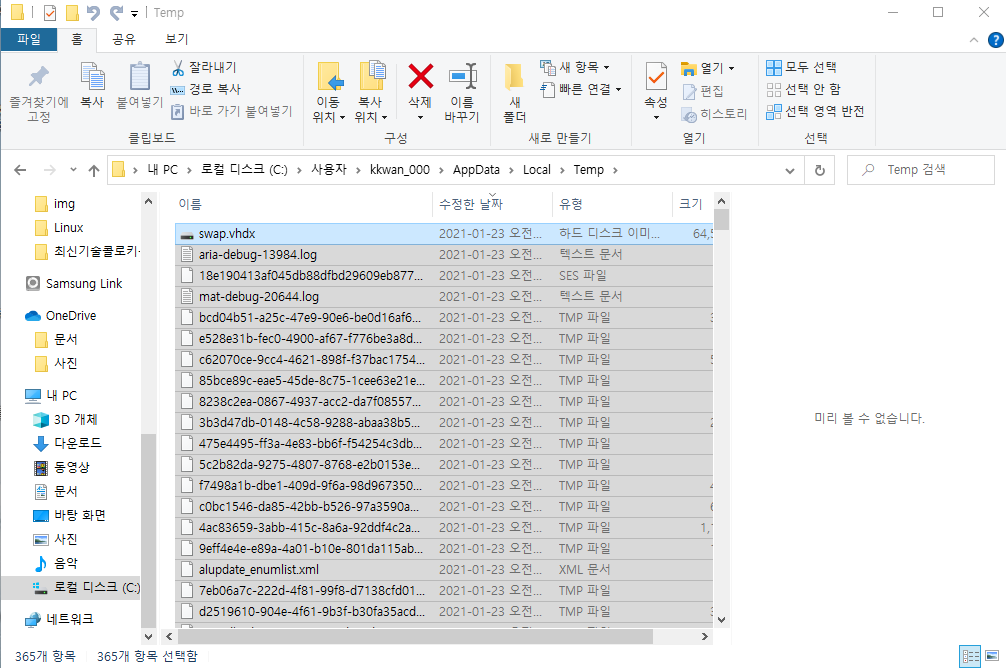 Temp
파일 홈 공유 보기
즐겨찾기에 고정
복사
붙여넣기
잘라내기
경로 복사
바로 가기 붙여넣기
클립보드
이동 위치
복사 위치
삭제
이름 바꾸기
구성
새 폴더
새 항목
빠른 연결
새로 만들기
속성
열기
편집
히스토리
열기
모두 선택
선택 안 함
선택 영역 반전
선택
내 PC > 로컬 디스크 (C:) > 사용자 > kkwan_000 > AppData > Local > Temp >
Temp 검색
img
Linux
최신기술콜로키
Samsung Link
OneDrive
문서
사진
내 PC
3D 개체
다운로드
동영상
문서
바탕 화면
사진
음악
로컬 디스크 (C:)
네트워크
이름 수정한 날짜 유형 크기
swap.vhdx 2021-01-23 오전... 하드 디스크 이미... 64,5
aria-debug-13984.log 2021-01-23 오전... 텍스트 문서
18e190413af045db88dfbd29609eb877... 2021-01-23 오전... SES 파일
mat-debug-20644.log 2021-01-23 오전... 텍스트 문서
bcd04b51-a25c-47e9-90e6-be0d16af6... 2021-01-23 오전... TMP 파일
e528e31b-fec0-4900-af67-f776be3a8d... 2021-01-23 오전... TMP 파일
c62070ce-9cc4-4621-898f-f37bac1754... 2021-01-23 오전... TMP 파일
85bce89c-eae5-45de-8c75-1cee63e21e... 2021-01-23 오전... TMP 파일
8238c2ea-0867-4937-acc2-da7f08557... 2021-01-23 오전... TMP 파일
3b3d47db-0148-4c58-9288-abaa38b5... 2021-01-23 오전... TMP 파일
475e4495-ff3a-4e83-bb6f-f54254c3db... 2021-01-23 오전... TMP 파일
5c2b82da-9275-4807-8768-e2b0153e... 2021-01-23 오전... TMP 파일
f7498a1b-dbe1-409d-9f6a-98d967350... 2021-01-23 오전... TMP 파일
c0bc1546-da85-42bb-b526-97a3590a... 2021-01-23 오전... TMP 파일
4ac83659-3abb-415c-8a6a-92ddf4c2a... 2021-01-23 오전... TMP 파일 1,
9eff4e4e-e89a-4a01-b10e-801da115ab... 2021-01-23 오전... TMP 파일
alupdate_enumlist.xml 2021-01-23 오전... XML 문서
7eb06a7c-222d-4f81-99f8-d7138cfd01... 2021-01-23 오전... TMP 파일
d2519610-904e-4f61-9b3f-b30fa35acd... 2021-01-23 오전... TMP 파일
미리 볼 수 없습니다.
365개 항목 365개 항목 선택함